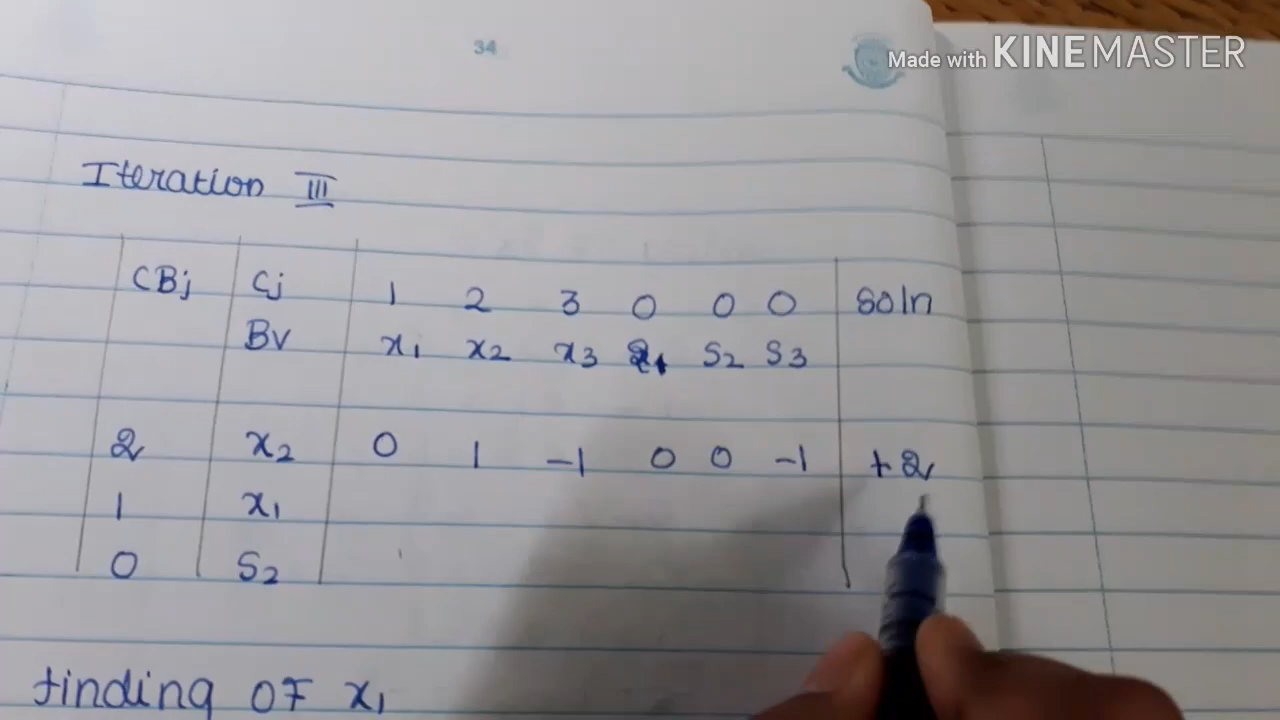 34
Made with KINEMASTER
Iteration III
CBj Cj 1 2 3 0 0 0 Soln
BV x1 x2 x3 S2 S3
2 x2 0 1 -1 0 0 -1 +2
1 x1
0 S2
finding OF x1